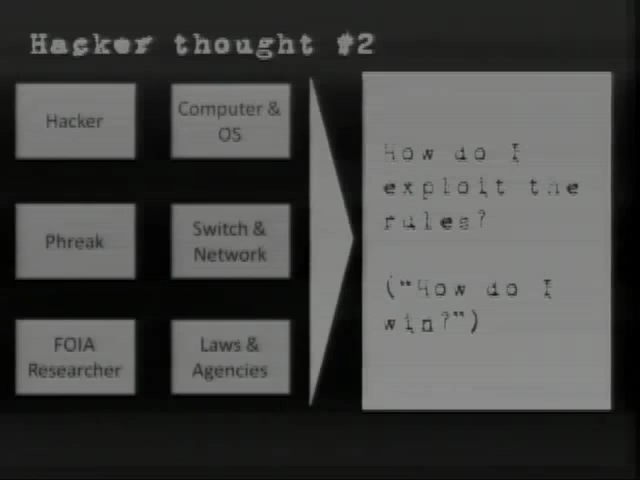 Hacker thought #2
Hacker
Computer &
OS
Phreak
Switch &
Network
FOIA
Researcher
Laws &
Agencies
How do I
exploit the
rules?
("How do I
win?")